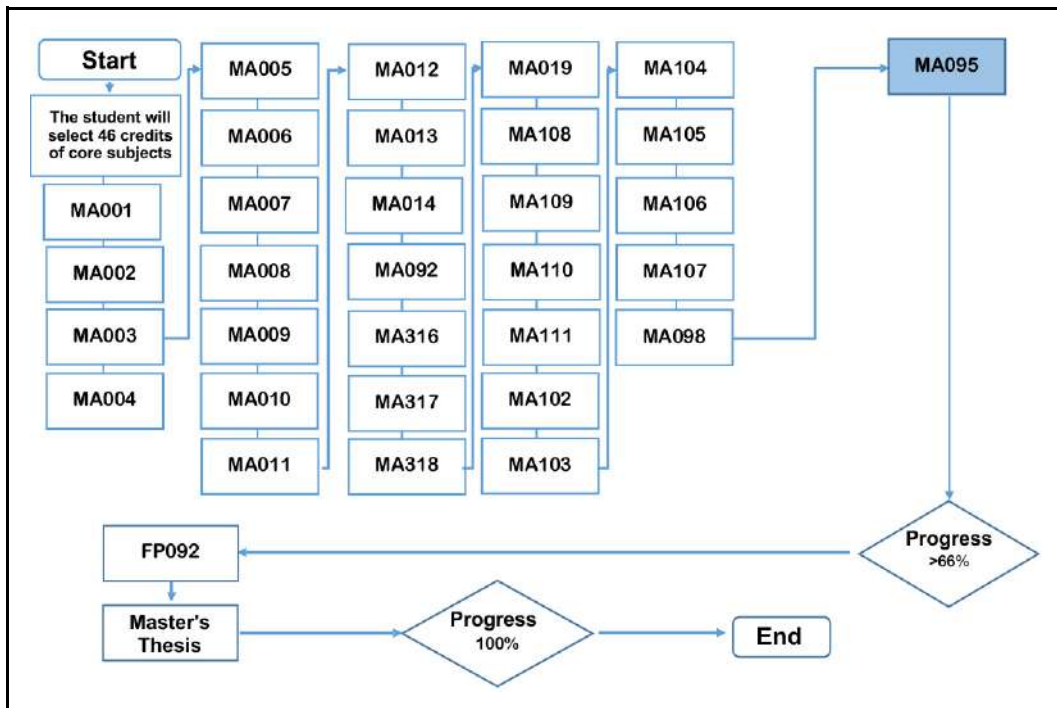 Start
The student will
select 46 credits
of core subjects
MA001
MA002
MA003
MA004
MA005
MA006
MA007
MA008
MA009
MA010
MA011
MA012
MA013
MA014
MA092
MA316
MA317
MA318
MA019
MA108
MA109
MA110
MA111
MA102
MA103
MA104
MA105
MA106
MA107
MA098
MA095
Progress
>66%
FP092
Master's
Thesis
Progress
100%
End